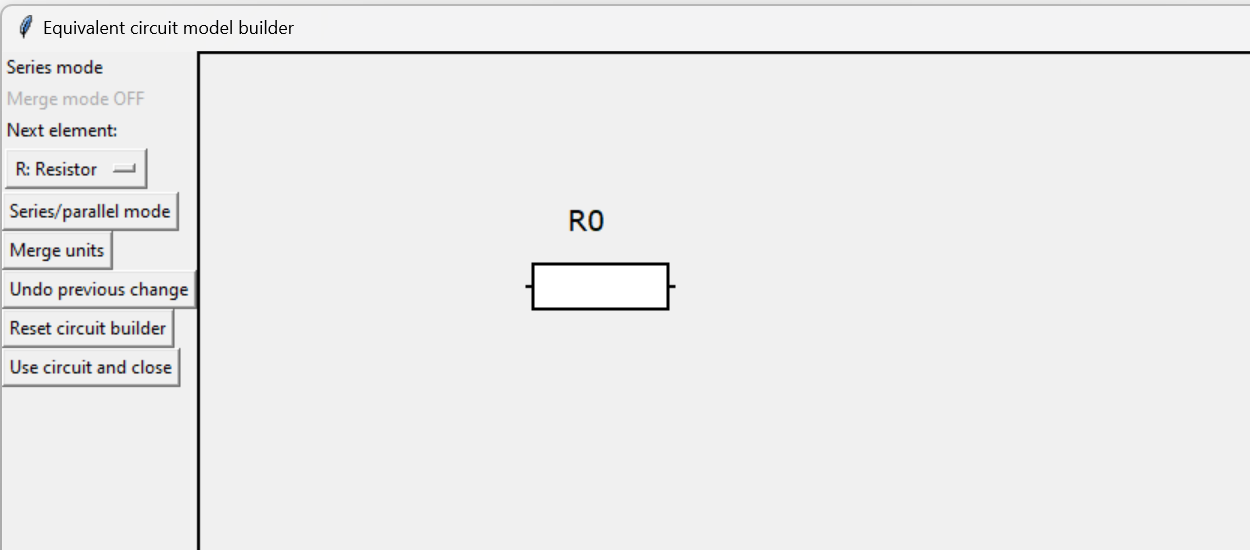 Equivalent circuit model builder
Series mode
Merge mode OFF
Next element:
R: Resistor
Series/parallel mode
Merge units
Undo previous change
Reset circuit builder
Use circuit and close
R0